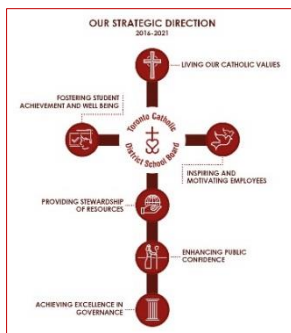 OUR STRATEGIC DIRECTION
2016-2021
LIVING OUR CATHOLIC VALUES
FOSTERING STUDENT
ACHIEVEMENT AND WELL BEING
Toronto Catholic
District School Board
INSPIRING AND
MOTIVATING EMPLOYEES
PROVIDING STEWARDSHIP
OF RESOURCES
ENHANCING PUBLIC
CONFIDENCE
ACHIEVING EXCELLENCE IN
GOVERNANCE